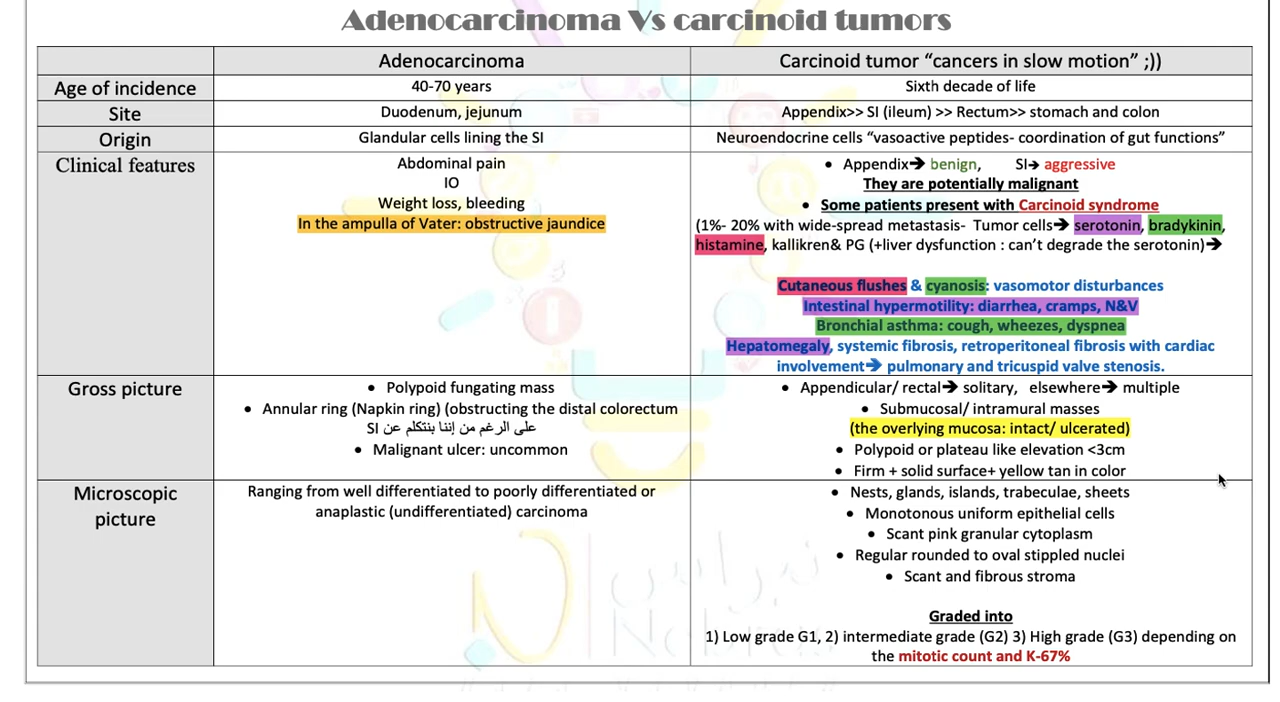 Adenocarcinoma Vs carcinoid tumors
Adenocarcinoma
Carcinoid tumor “cancers in slow motion” ;))
Age of incidence
40-70 years
Sixth decade of life
Site
Duodenum, jejunum
Appendix>> SI (ileum) >> Rectum>> stomach and colon
Origin
Glandular cells lining the SI
Neuroendocrine cells “vasoactive peptides- coordination of gut functions”
Clinical features
Abdominal pain
IO
Weight loss, bleeding
In the ampulla of Vater: obstructive jaundice
• Appendix➔ benign, SI➔ aggressive
They are potentially malignant
• Some patients present with Carcinoid syndrome
(1%- 20% with wide-spread metastasis- Tumor cells➔ serotonin, bradykinin,
histamine, kallikren& PG (+liver dysfunction : can’t degrade the serotonin)➔
Cutaneous flushes & cyanosis: vasomotor disturbances
Intestinal hypermotility: diarrhea, cramps, N&V
Bronchial asthma: cough, wheezes, dyspnea
Hepatomegaly, systemic fibrosis, retroperitoneal fibrosis with cardiac
involvement➔ pulmonary and tricuspid valve stenosis.
Gross picture
• Polypoid fungating mass
• Annular ring (Napkin ring) (obstructing the distal colorectum
على الرغم من إننا بنتكلم عن SI
• Malignant ulcer: uncommon
• Appendicular/ rectal➔ solitary, elsewhere➔ multiple
• Submucosal/ intramural masses
(the overlying mucosa: intact/ ulcerated)
• Polypoid or plateau like elevation <3cm
• Firm + solid surface+ yellow tan in color
Microscopic
picture
Ranging from well differentiated to poorly differentiated or
anaplastic (undifferentiated) carcinoma
• Nests, glands, islands, trabeculae, sheets
• Monotonous uniform epithelial cells
• Scant pink granular cytoplasm
• Regular rounded to oval stippled nuclei
• Scant and fibrous stroma
Graded into
1) Low grade G1, 2) intermediate grade (G2) 3) High grade (G3) depending on
the mitotic count and K-67%
نبراس
Nebras